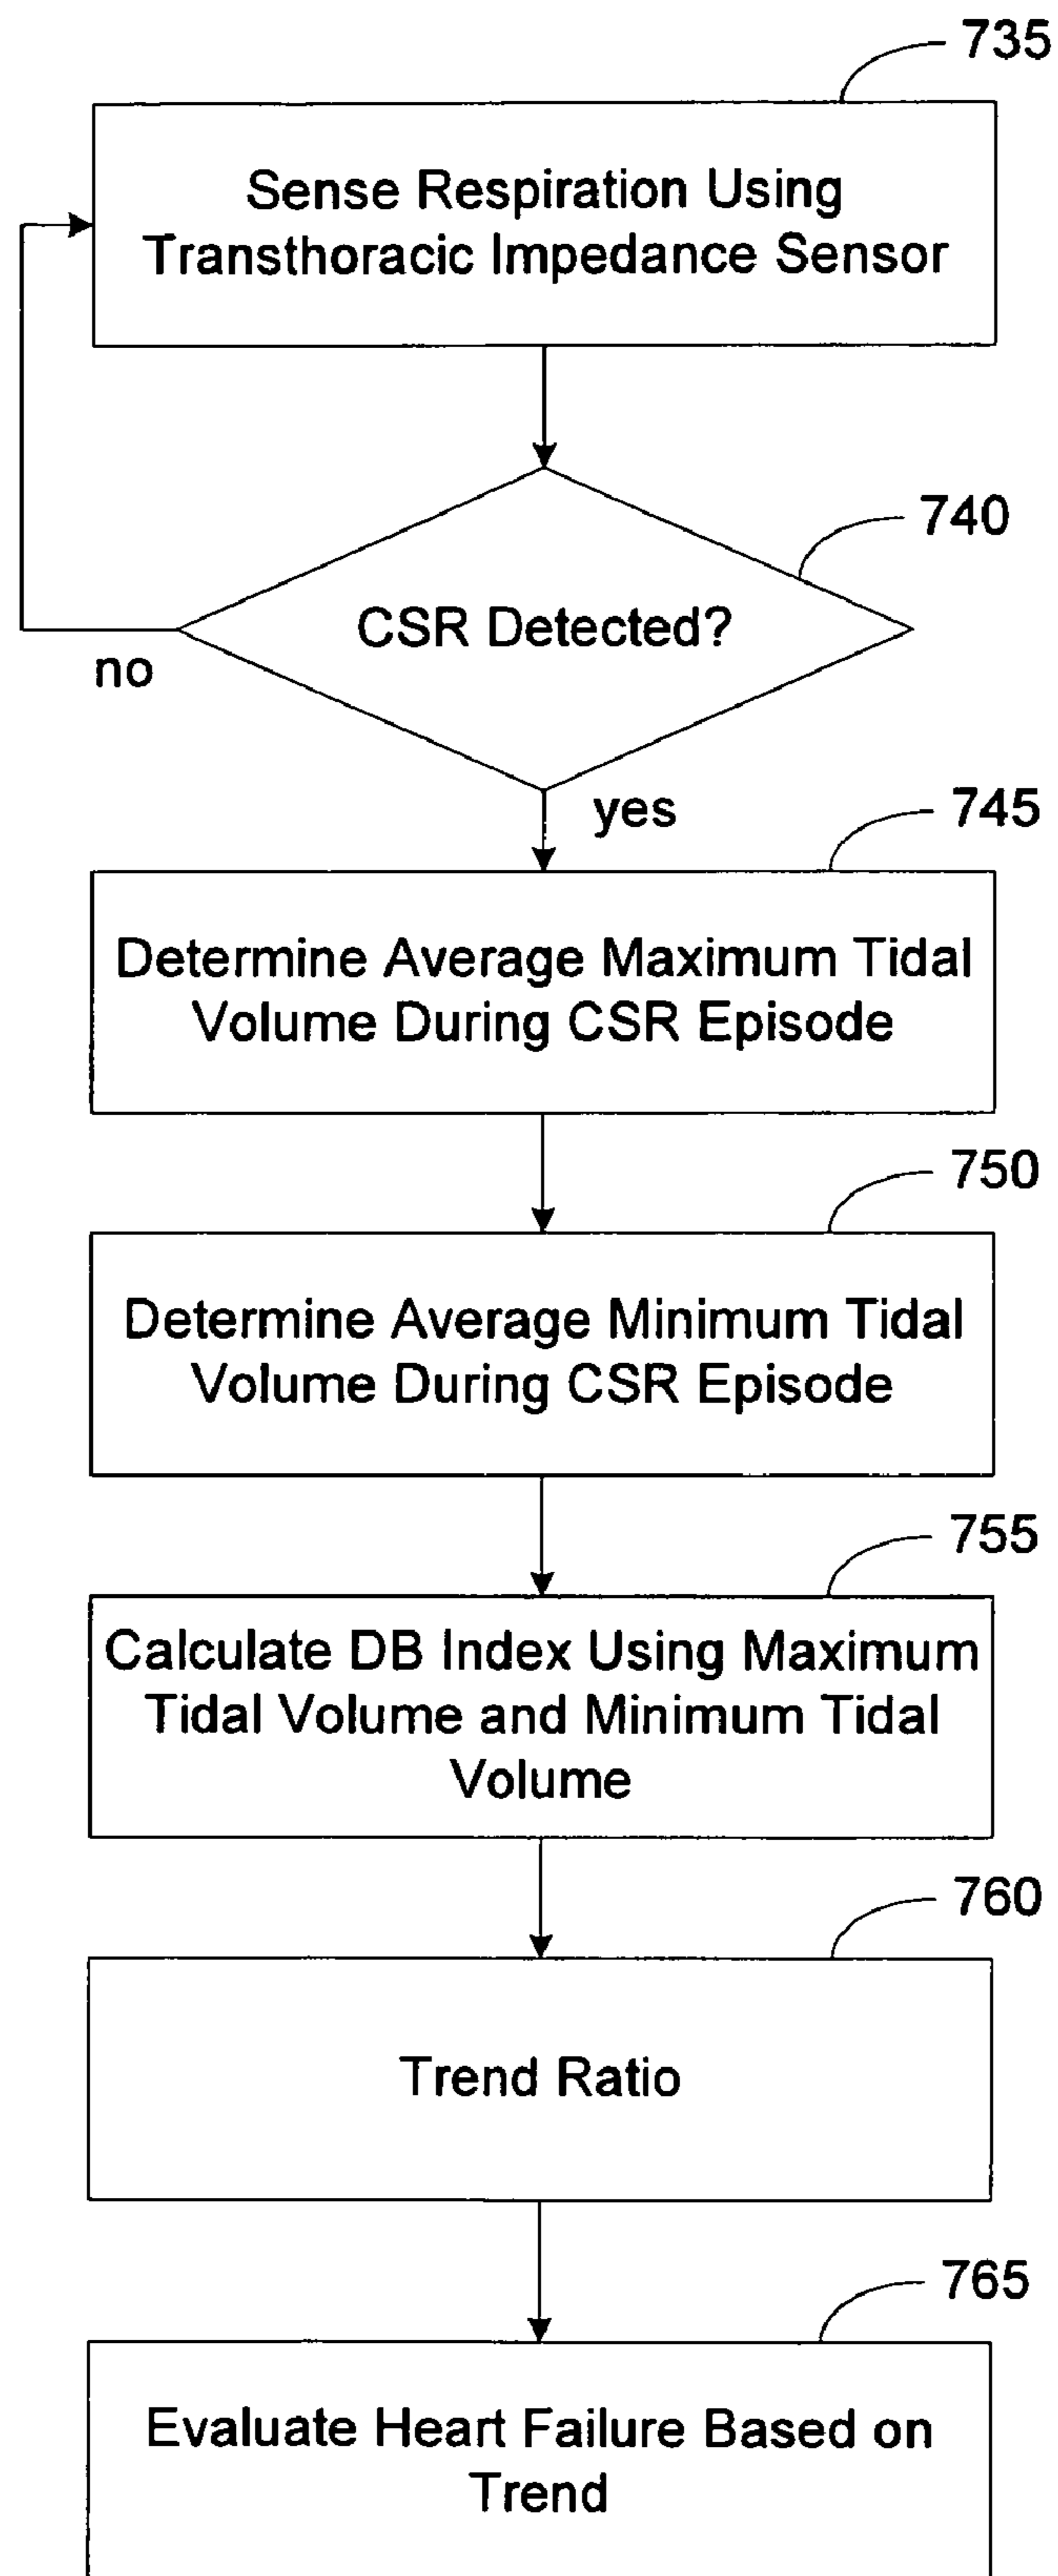 735
Sense Respiration Using
Transthoracic Impedance Sensor
740
CSR Detected?
no
yes
745
Determine Average Maximum Tidal
Volume During CSR Episode
750
Determine Average Minimum Tidal
Volume During CSR Episode
755
Calculate DB Index Using Maximum
Tidal Volume and Minimum Tidal
Volume
760
Trend Ratio
765
Evaluate Heart Failure Based on
Trend